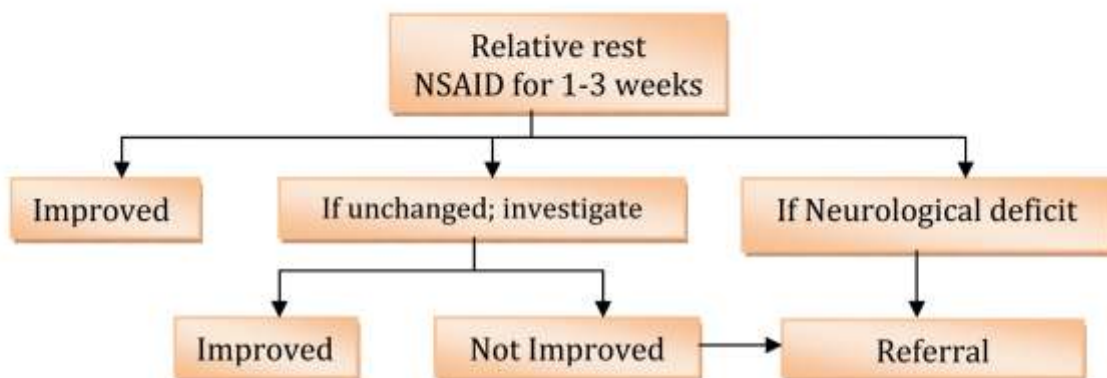 Relative rest
NSAID for 1-3 weeks
Improved
If unchanged; investigate
If Neurological deficit
Improved
Not Improved
Referral